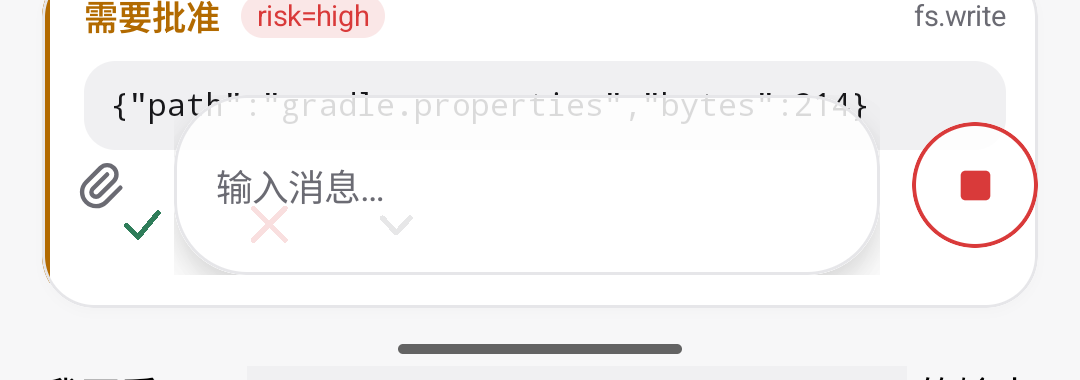 需要批准 risk=high fs.write
{"path":"gradle.properties","bytes":214}
输入消息…